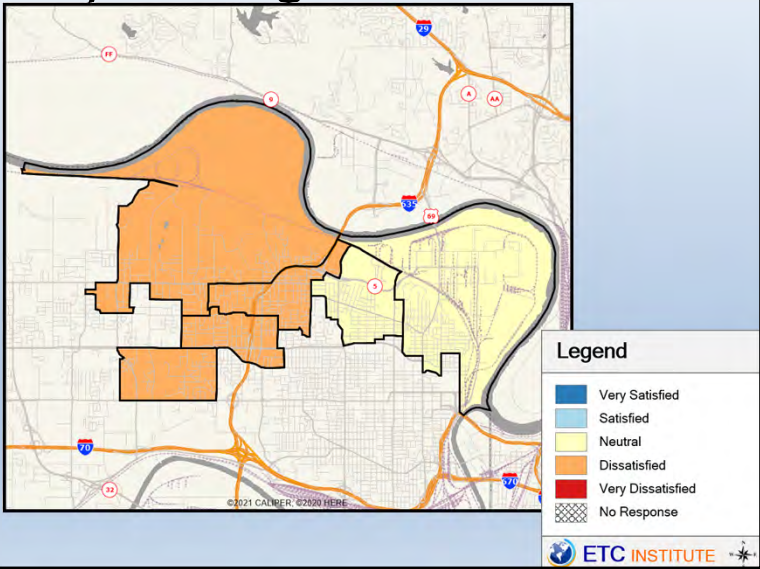 29
FF
A
AA
9
635
69
5
Legend
Very Satisfied
Satisfied
Neutral
Dissatisfied
Very Dissatisfied
No Response
70
670
32
©2021 CALIPER; ©2020 HERE
ETC INSTITUTE